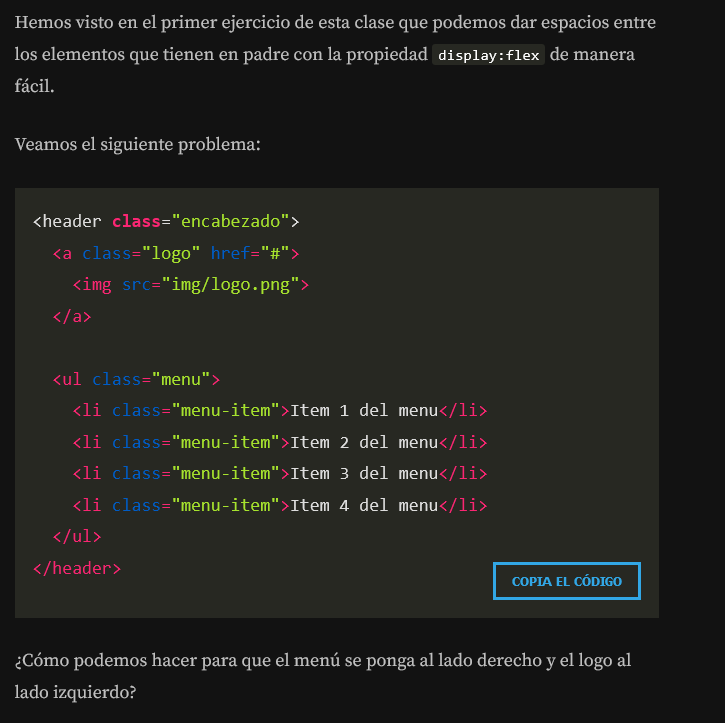 Hemos visto en el primer ejercicio de esta clase que podemos dar espacios entre
los elementos que tienen en padre con la propiedad display:flex de manera
fácil.
Veamos el siguiente problema:
<header class="encabezado">
  <a class="logo" href="#">
    <img src="img/logo.png">
  </a>

  <ul class="menu">
    <li class="menu-item">Item 1 del menu</li>
    <li class="menu-item">Item 2 del menu</li>
    <li class="menu-item">Item 3 del menu</li>
    <li class="menu-item">Item 4 del menu</li>
  </ul>
</header>
COPIA EL CÓDIGO
¿Cómo podemos hacer para que el menú se ponga al lado derecho y el logo al
lado izquierdo?